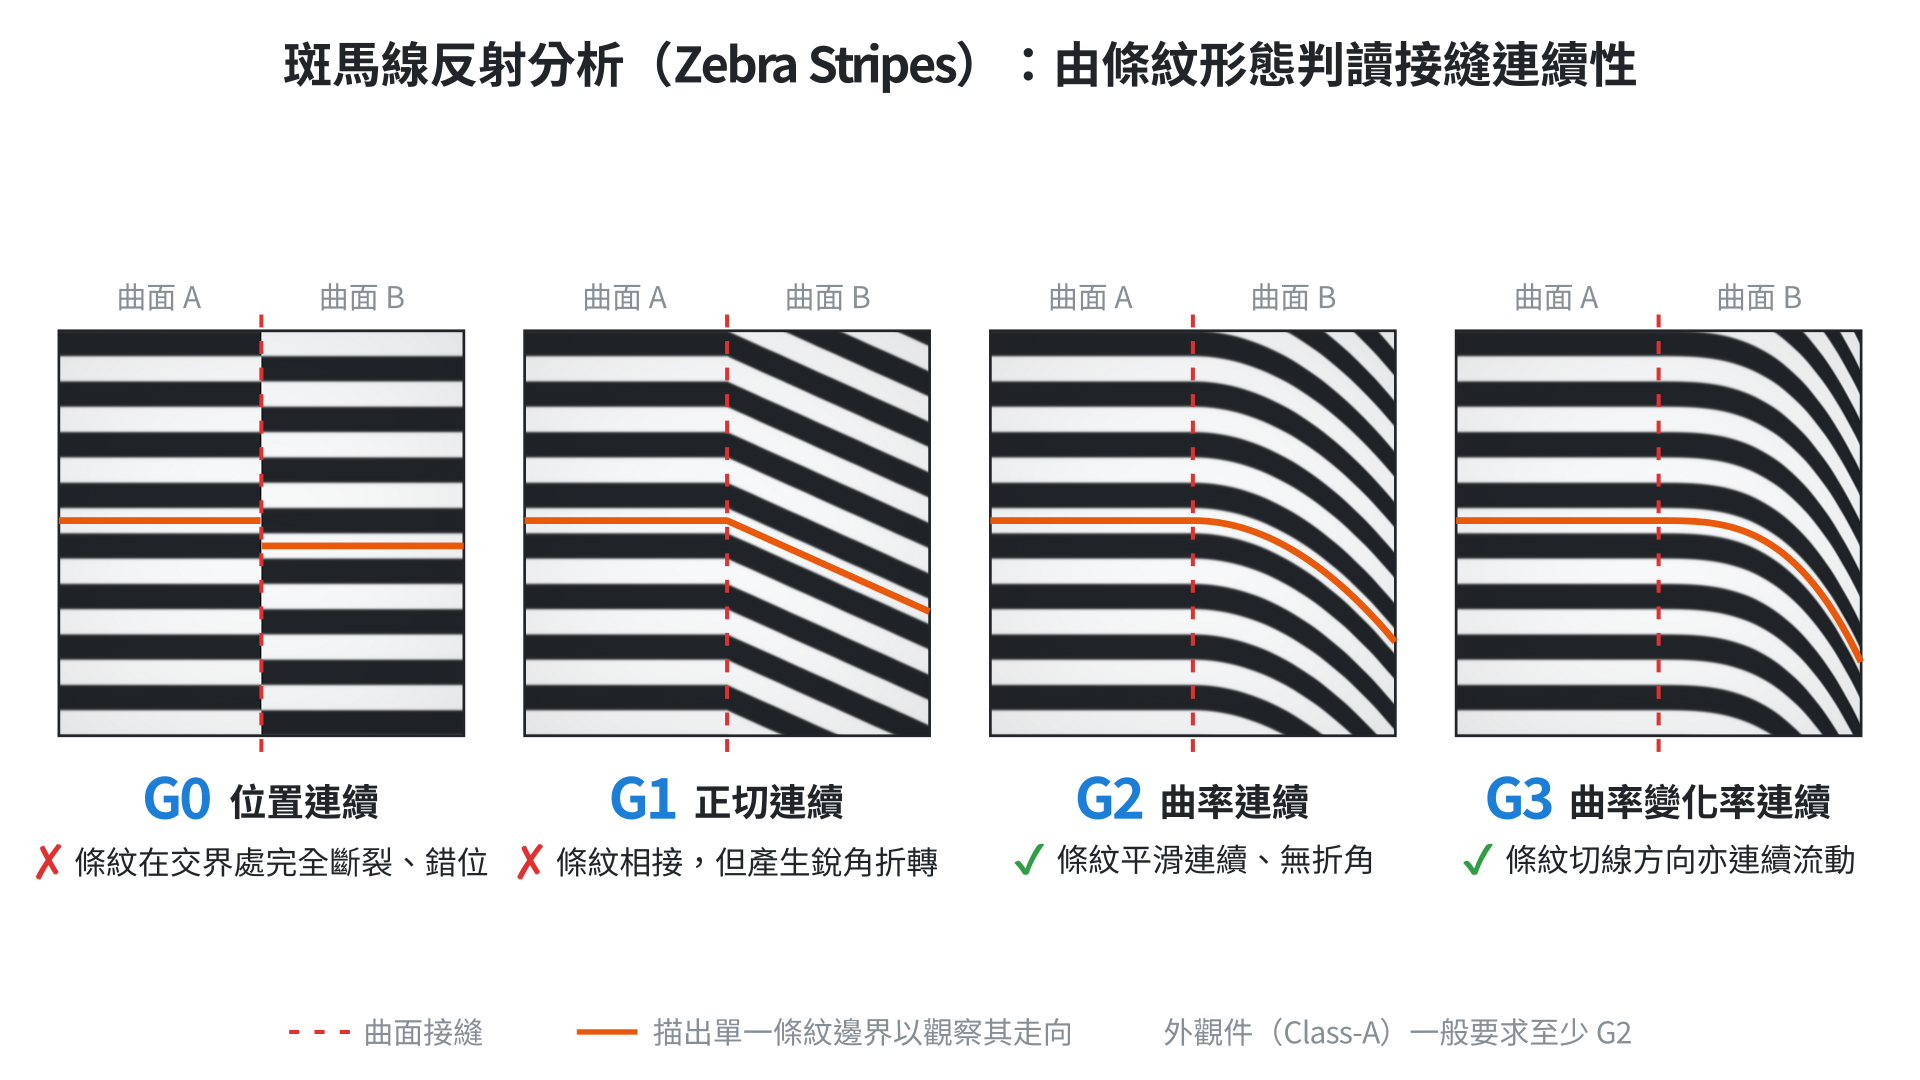 斑馬線反射分析（Zebra Stripes）：由條紋形態判讀接縫連續性
曲面 A
曲面 B
曲面 A
曲面 B
曲面 A
曲面 B
曲面 A
曲面 B
G0 位置連續
✗ 條紋在交界處完全斷裂、錯位
G1 正切連續
✗ 條紋相接，但產生銳角折轉
G2 曲率連續
✓ 條紋平滑連續、無折角
G3 曲率變化率連續
✓ 條紋切線方向亦連續流動
曲面接縫
描出單一條紋邊界以觀察其走向
外觀件（Class-A）一般要求至少 G2